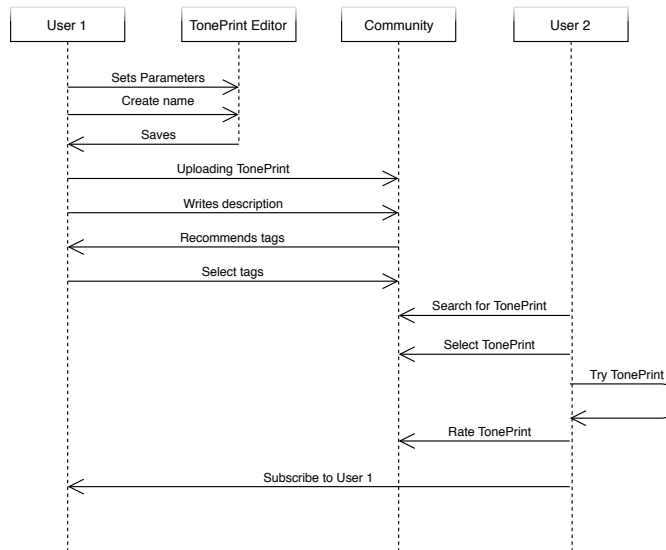 User 1
TonePrint Editor
Community
User 2
Sets Parameters
Create name
Saves
Uploading TonePrint
Writes description
Recommends tags
Select tags
Search for TonePrint
Select TonePrint
Try TonePrint
Rate TonePrint
Subscribe to User 1